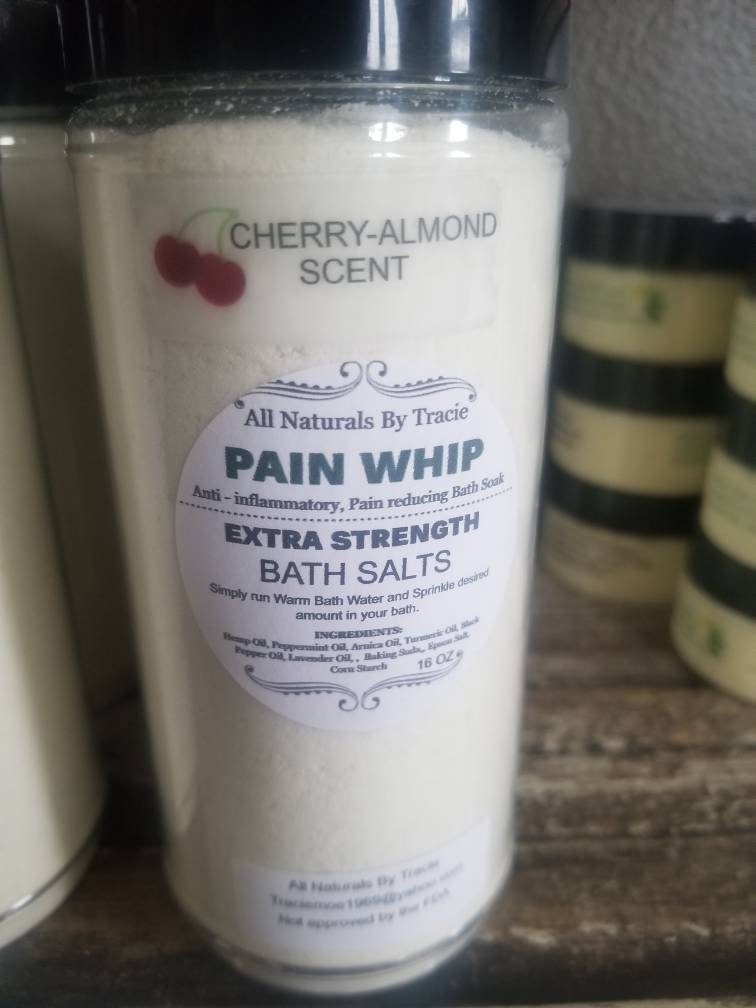 CHERRY-ALMOND
SCENT
All Naturals By Tracie
PAIN WHIP
Anti - inflammatory, Pain reducing Bath Soak
EXTRA STRENGTH
BATH SALTS
Simply run Warm Bath Water and Sprinkle desired
amount in your bath.
INGREDIENTS:
Hemp Oil, Peppermint Oil, Arnica Oil, Turmeric Oil, Black
Pepper Oil, Lavender Oil, , Baking Soda,, Epsom Salt,
Corn Starch
16 OZ
All Naturals By Tracie
Traciemoe1969@yahoo.com
Not approved by the FDA